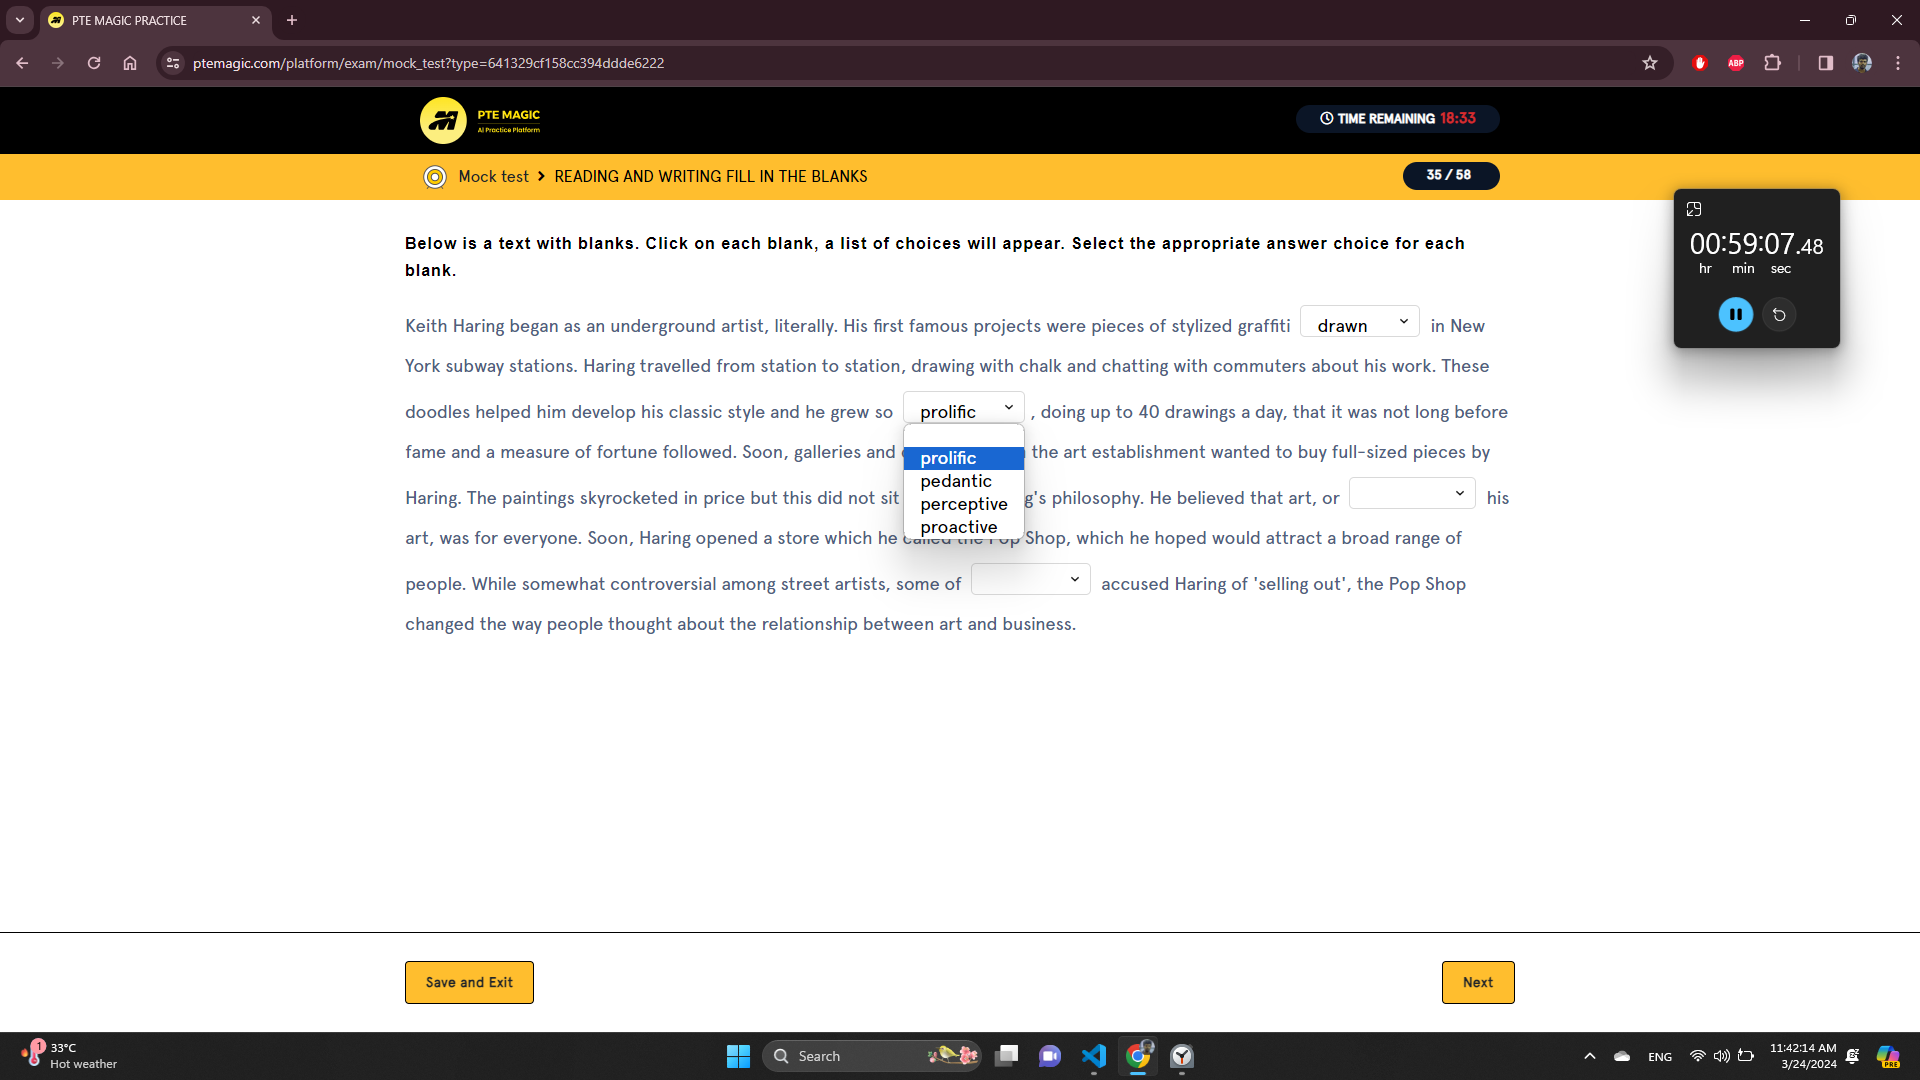 PTE MAGIC PRACTICE
ptemagic.com/platform/exam/mock_test?type=641329cf158cc394ddde6222
ABP
PTE MAGIC
AI Practice Platform
TIME REMAINING 18:33
Mock test > READING AND WRITING FILL IN THE BLANKS
35 / 58
00:59:07.48
hr min sec
Below is a text with blanks. Click on each blank, a list of choices will appear. Select the appropriate answer choice for each
blank.
Keith Haring began as an underground artist, literally. His first famous projects were pieces of stylized graffiti drawn in New
York subway stations. Haring travelled from station to station, drawing with chalk and chatting with commuters about his work. These
doodles helped him develop his classic style and he grew so prolific , doing up to 40 drawings a day, that it was not long before
fame and a measure of fortune followed. Soon, galleries and the art establishment wanted to buy full-sized pieces by
prolific
pedantic
perceptive
proactive
Haring. The paintings skyrocketed in price but this did not sit g's philosophy. He believed that art, or his
art, was for everyone. Soon, Haring opened a store which he called the Pop Shop, which he hoped would attract a broad range of
people. While somewhat controversial among street artists, some of accused Haring of 'selling out', the Pop Shop
changed the way people thought about the relationship between art and business.
Save and Exit
Next
1
33°C
Hot weather
Search
ENG
11:42:14 AM
3/24/2024
PRE